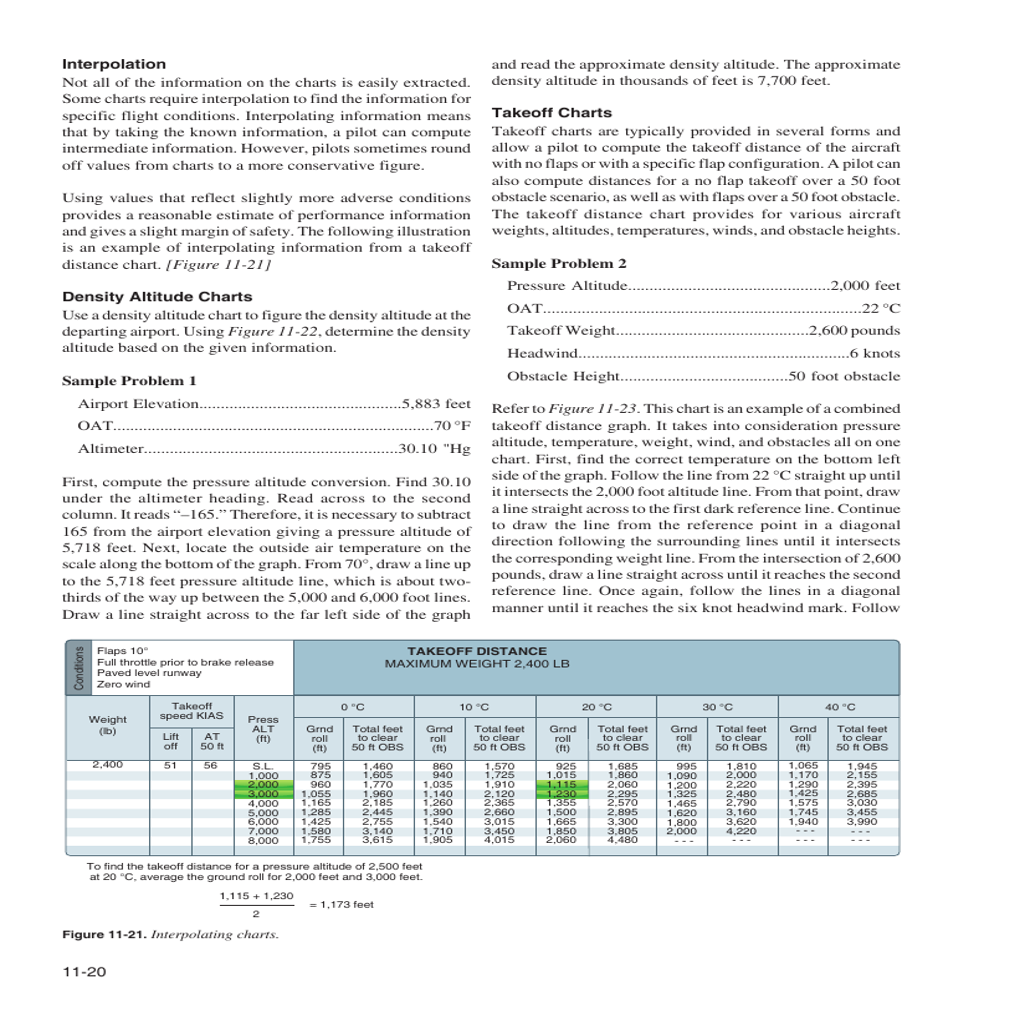 Interpolation
Not all of the information on the charts is easily extracted.
Some charts require interpolation to find the information for
specific flight conditions. Interpolating information means
that by taking the known information, a pilot can compute
intermediate information. However, pilots sometimes round
off values from charts to a more conservative figure.
Using values that reflect slightly more adverse conditions
provides a reasonable estimate of performance information
and gives a slight margin of safety. The following illustration
is an example of interpolating information from a takeoff
distance chart. [Figure 11-21]
Density Altitude Charts
Use a density altitude chart to figure the density altitude at the
departing airport. Using Figure 11-22, determine the density
altitude based on the given information.
Sample Problem 1
Airport Elevation...............................................5,883 feet
OAT...........................................................................70 °F
Altimeter............................................................30.10 "Hg
First, compute the pressure altitude conversion. Find 30.10
under the altimeter heading. Read across to the second
column. It reads “–165.” Therefore, it is necessary to subtract
165 from the airport elevation giving a pressure altitude of
5,718 feet. Next, locate the outside air temperature on the
scale along the bottom of the graph. From 70°, draw a line up
to the 5,718 feet pressure altitude line, which is about two-
thirds of the way up between the 5,000 and 6,000 foot lines.
Draw a line straight across to the far left side of the graph
and read the approximate density altitude. The approximate
density altitude in thousands of feet is 7,700 feet.
Takeoff Charts
Takeoff charts are typically provided in several forms and
allow a pilot to compute the takeoff distance of the aircraft
with no flaps or with a specific flap configuration. A pilot can
also compute distances for a no flap takeoff over a 50 foot
obstacle scenario, as well as with flaps over a 50 foot obstacle.
The takeoff distance chart provides for various aircraft
weights, altitudes, temperatures, winds, and obstacle heights.
Sample Problem 2
Pressure Altitude...............................................2,000 feet
OAT..........................................................................22 °C
Takeoff Weight.............................................2,600 pounds
Headwind...............................................................6 knots
Obstacle Height.......................................50 foot obstacle
Refer to Figure 11-23. This chart is an example of a combined
takeoff distance graph. It takes into consideration pressure
altitude, temperature, weight, wind, and obstacles all on one
chart. First, find the correct temperature on the bottom left
side of the graph. Follow the line from 22 °C straight up until
it intersects the 2,000 foot altitude line. From that point, draw
a line straight across to the first dark reference line. Continue
to draw the line from the reference point in a diagonal
direction following the surrounding lines until it intersects
the corresponding weight line. From the intersection of 2,600
pounds, draw a line straight across until it reaches the second
reference line. Once again, follow the lines in a diagonal
manner until it reaches the six knot headwind mark. Follow
Conditions
Flaps 10°
Full throttle prior to brake release
Paved level runway
Zero wind
TAKEOFF DISTANCE
MAXIMUM WEIGHT 2,400 LB
Weight (lb) Takeoff speed KIAS Press ALT (ft) 0 °C 10 °C 20 °C 30 °C 40 °C
Lift off AT 50 ft Grnd roll (ft) Total feet to clear 50 ft OBS Grnd roll (ft) Total feet to clear 50 ft OBS Grnd roll (ft) Total feet to clear 50 ft OBS Grnd roll (ft) Total feet to clear 50 ft OBS Grnd roll (ft) Total feet to clear 50 ft OBS
2,400 51 56 S.L. 795 1,460 860 1,570 925 1,685 995 1,810 1,065 1,945
1,000 875 1,605 940 1,725 1,015 1,860 1,090 2,000 1,170 2,155
2,000 960 1,770 1,035 1,910 1,115 2,060 1,200 2,220 1,290 2,395
3,000 1,055 1,960 1,140 2,120 1,230 2,295 1,325 2,480 1,425 2,685
4,000 1,165 2,185 1,260 2,365 1,355 2,570 1,465 2,790 1,575 3,030
5,000 1,285 2,445 1,390 2,660 1,500 2,895 1,620 3,160 1,745 3,455
6,000 1,425 2,755 1,540 3,015 1,665 3,300 1,800 3,620 1,940 3,990
7,000 1,580 3,140 1,710 3,450 1,850 3,805 2,000 4,220 - - - - - -
8,000 1,755 3,615 1,905 4,015 2,060 4,480 - - - - - - - - - - - -
To find the takeoff distance for a pressure altitude of 2,500 feet
at 20 °C, average the ground roll for 2,000 feet and 3,000 feet.
1,115 + 1,230
2
= 1,173 feet
Figure 11-21. Interpolating charts.
11-20